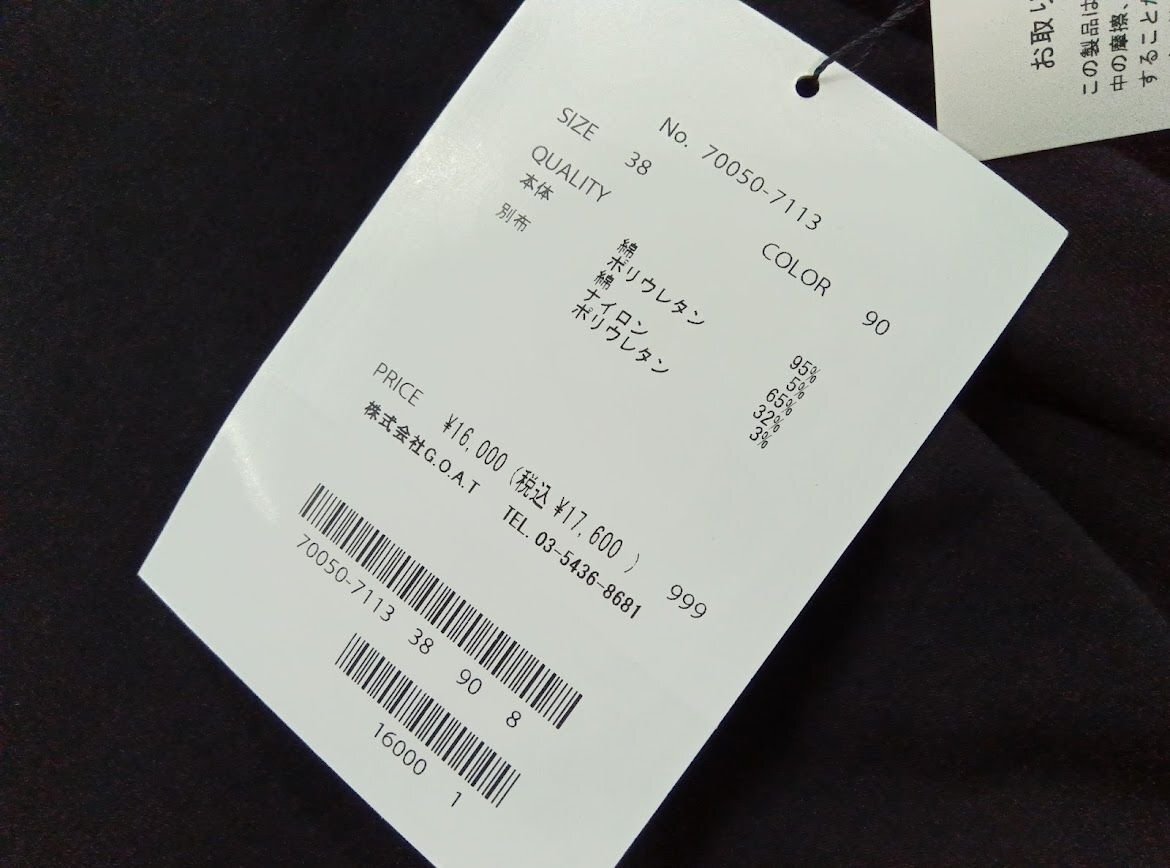 No. 70050-7113
SIZE 38 COLOR 90
QUALITY
本体 綿 95%
ポリウレタン 5%
別布 綿 65%
ナイロン 32%
ポリウレタン 3%
PRICE ¥16,000 (税込 ¥17,600 ) 999
株式会社G.O.A.T TEL. 03-5436-8681
70050-7113 38 90 8
16000 1
お取
この製品は
中の摩擦、
することが